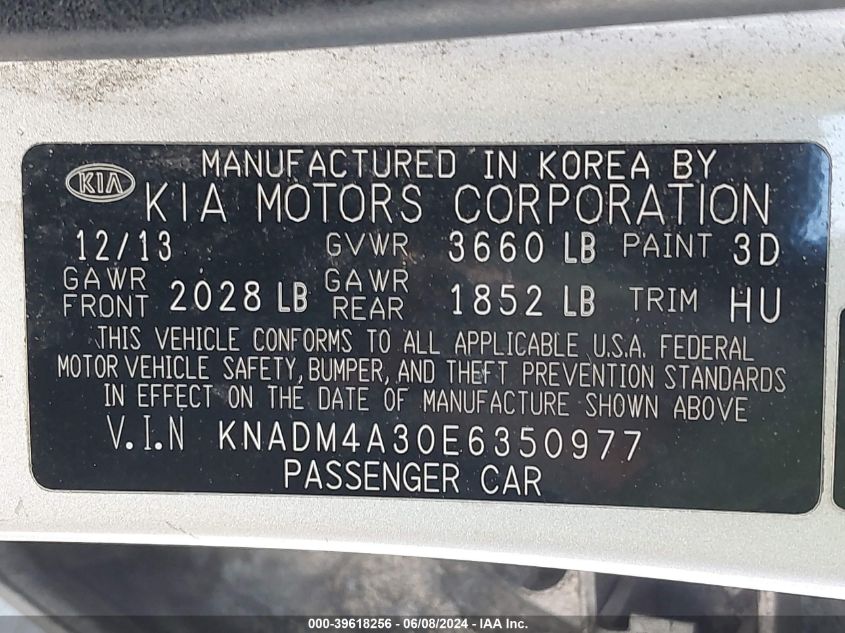 MANUFACTURED IN KOREA BY
KIA KIA MOTORS CORPORATION
12/13 GVWR 3660 LB PAINT 3D
GAWR FRONT 2028 LB GAWR REAR 1852 LB TRIM HU
THIS VEHICLE CONFORMS TO ALL APPLICABLE U.S.A. FEDERAL
MOTOR VEHICLE SAFETY, BUMPER, AND THEFT PREVENTION STANDARDS
IN EFFECT ON THE DATE OF MANUFACTURE SHOWN ABOVE
V.I.N KNADM4A30E6350977
PASSENGER CAR
000-39618256 - 06/08/2024 - IAA Inc.